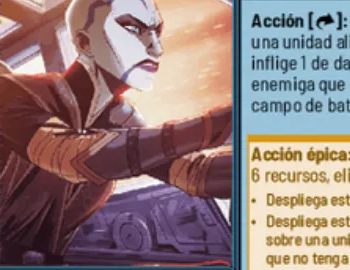 Acción [ ]:
una unidad al
inflige 1 de da
enemiga que
campo de bat
Acción épica:
6 recursos, eli
• Despliega est
• Despliega est
sobre una uni
que no tenga